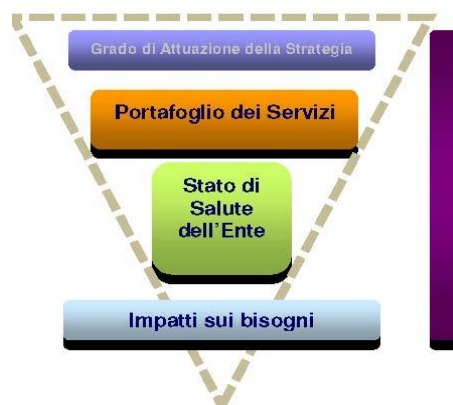 Grado di Attuazione della Strategia
Portafoglio dei Servizi
Stato di
Salute
dell'Ente
Impatti sui bisogni